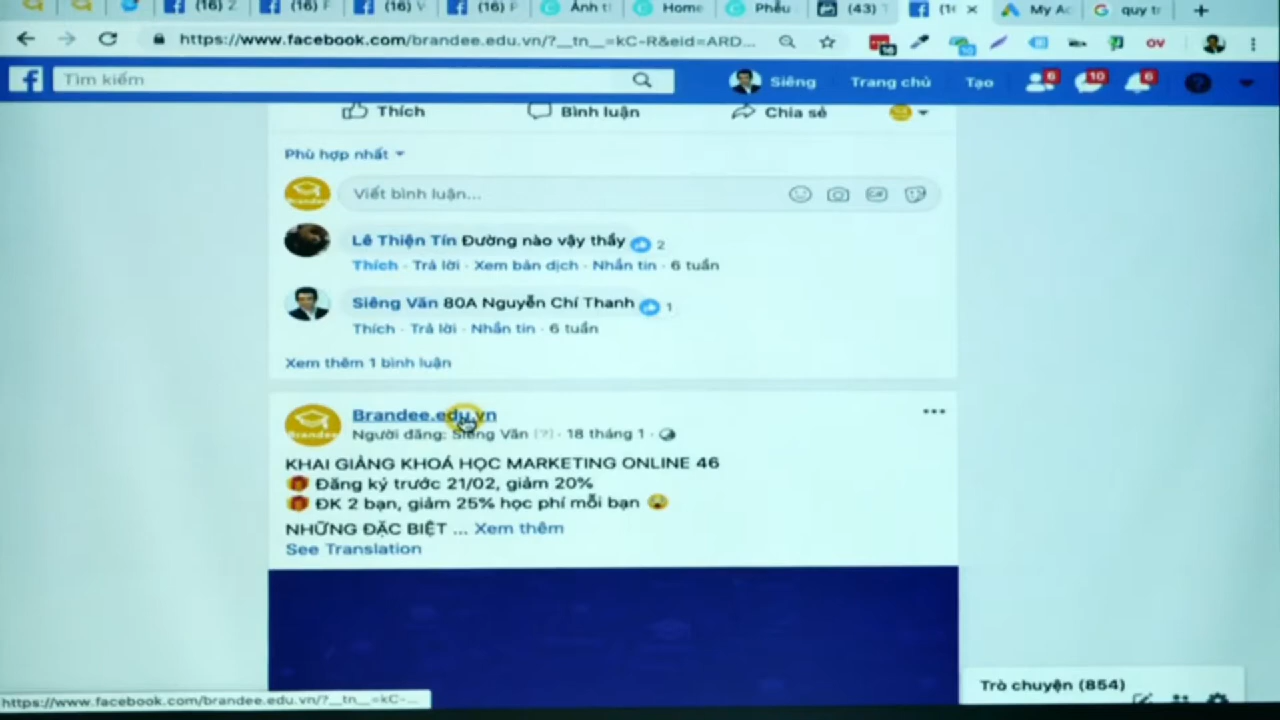 (16) 2
(16) F
(16) V
(16) P
Ảnh t
Home
Phễu
(43) T
(1
My Ac
quy tr
https://www.facebook.com/brandee.edu.vn/?__tn__=kC-R&eid=ARD...
Tìm kiếm
Siêng
Trang chủ
Tạo
6
10
6
Thích
Bình luận
Chia sẻ
Phù hợp nhất
Viết bình luận...
Lê Thiện Tín Đường nào vậy thầy 2
Thích · Trả lời · Xem bản dịch · Nhắn tin · 6 tuần
Siêng Văn 80A Nguyễn Chí Thanh 1
Thích · Trả lời · Nhắn tin · 6 tuần
Xem thêm 1 bình luận
Brandee.edu.vn
Người đăng: Siêng Văn (?) · 18 tháng 1 ·
KHAI GIẢNG KHOÁ HỌC MARKETING ONLINE 46
Đăng ký trước 21/02, giảm 20%
ĐK 2 bạn, giảm 25% học phí mỗi bạn
NHỮNG ĐẶC BIỆT ... Xem thêm
See Translation
Trò chuyện (854)
https://www.facebook.com/brandee.edu.vn/?__tn__=kC-...